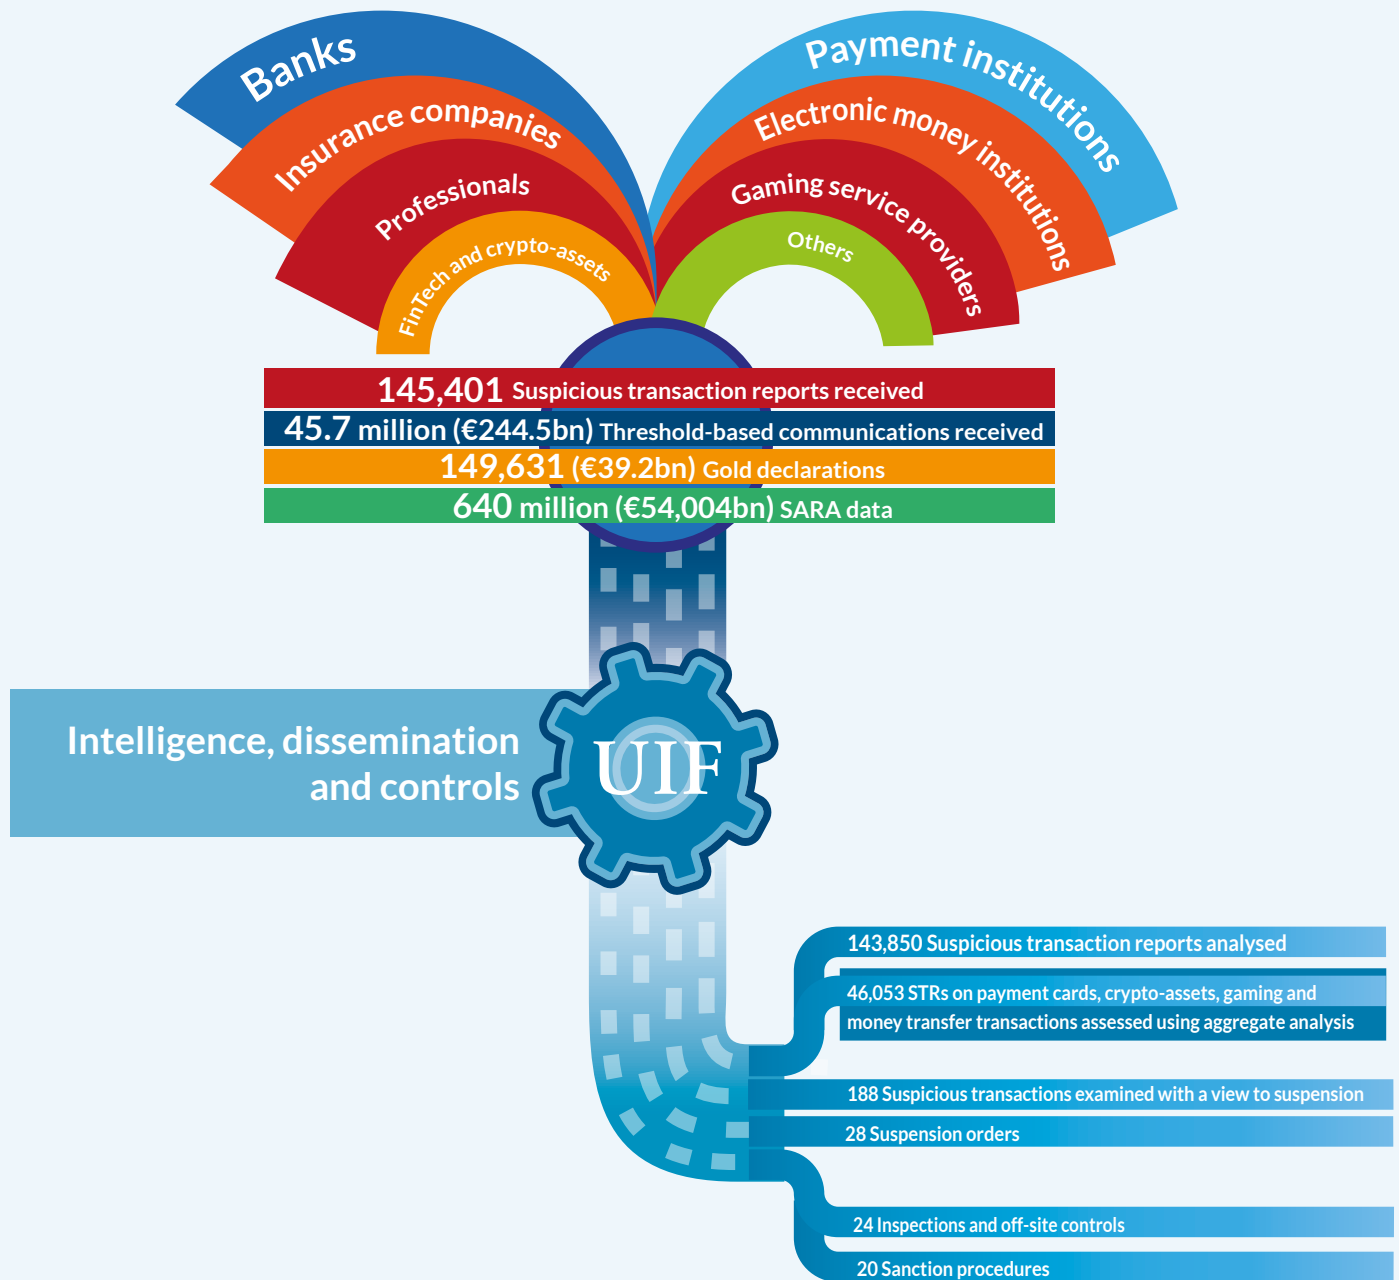 Banks
Insurance companies
Professionals
FinTech and crypto-assets
Payment institutions
Electronic money institutions
Gaming service providers
Others
145,401 Suspicious transaction reports received
45.7 million (€244.5bn) Threshold-based communications received
149,631 (€39.2bn) Gold declarations
640 million (€54,004bn) SARA data
Intelligence, dissemination
and controls
UIF
143,850 Suspicious transaction reports analysed
46,053 STRs on payment cards, crypto-assets, gaming and
money transfer transactions assessed using aggregate analysis
188 Suspicious transactions examined with a view to suspension
28 Suspension orders
24 Inspections and off-site controls
20 Sanction procedures